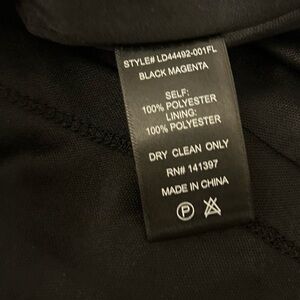 STYLE# LD44492-001FL
BLACK MAGENTA
SELF:
100% POLYESTER
LINING:
100% POLYESTER
DRY CLEAN ONLY
RN# 141397
MADE IN CHINA
P